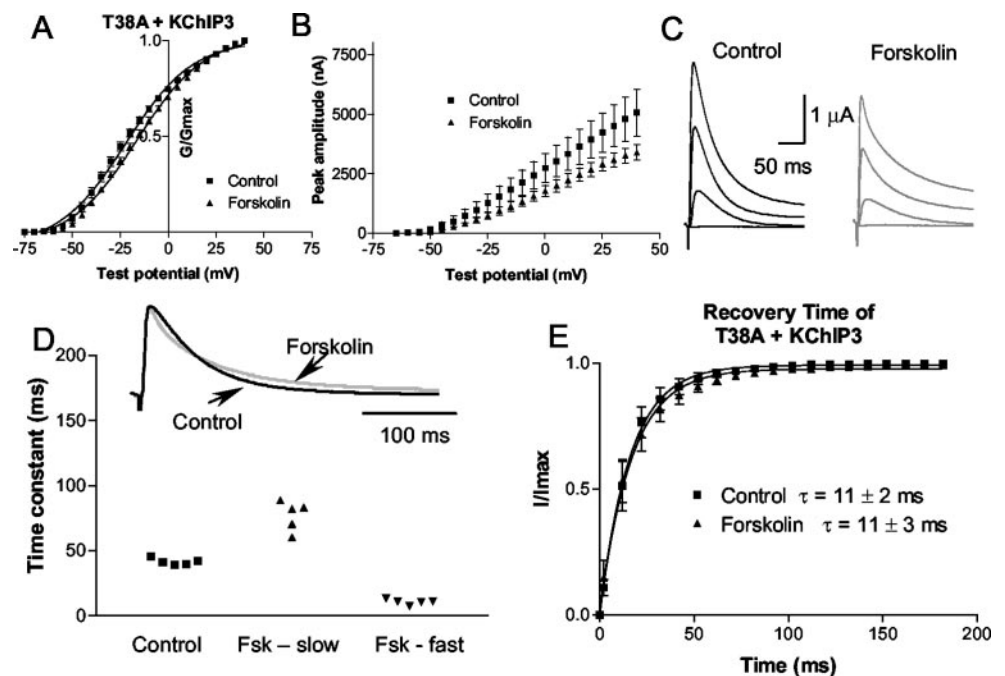 A
T38A + KChIP3
1.0
0.5
G/Gmax
Control
Forskolin
-75 -50 -25 0 25 50 75
Test potential (mV)
B
7500
5000
2500
0
Peak amplitude (nA)
Control
Forskolin
-75 -50 -25 0 25 50
Test potential (mV)
C
Control
Forskolin
1 μA
50 ms
D
200
150
100
50
0
Time constant (ms)
Forskolin
Control
100 ms
Control Fsk – slow Fsk - fast
E
Recovery Time of
T38A + KChIP3
1.0
0.5
0.0
I/Imax
Control τ = 11 ± 2 ms
Forskolin τ = 11 ± 3 ms
0 50 100 150 200
Time (ms)